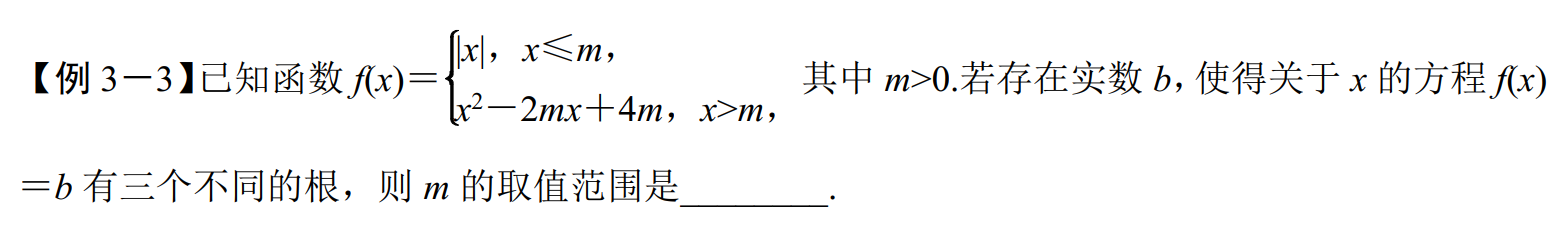 【例 3－3】已知函数 f(x)＝{|x|，x≤m，
x²－2mx＋4m，x>m， 其中 m>0.若存在实数 b，使得关于 x 的方程 f(x)
＝b 有三个不同的根，则 m 的取值范围是________.